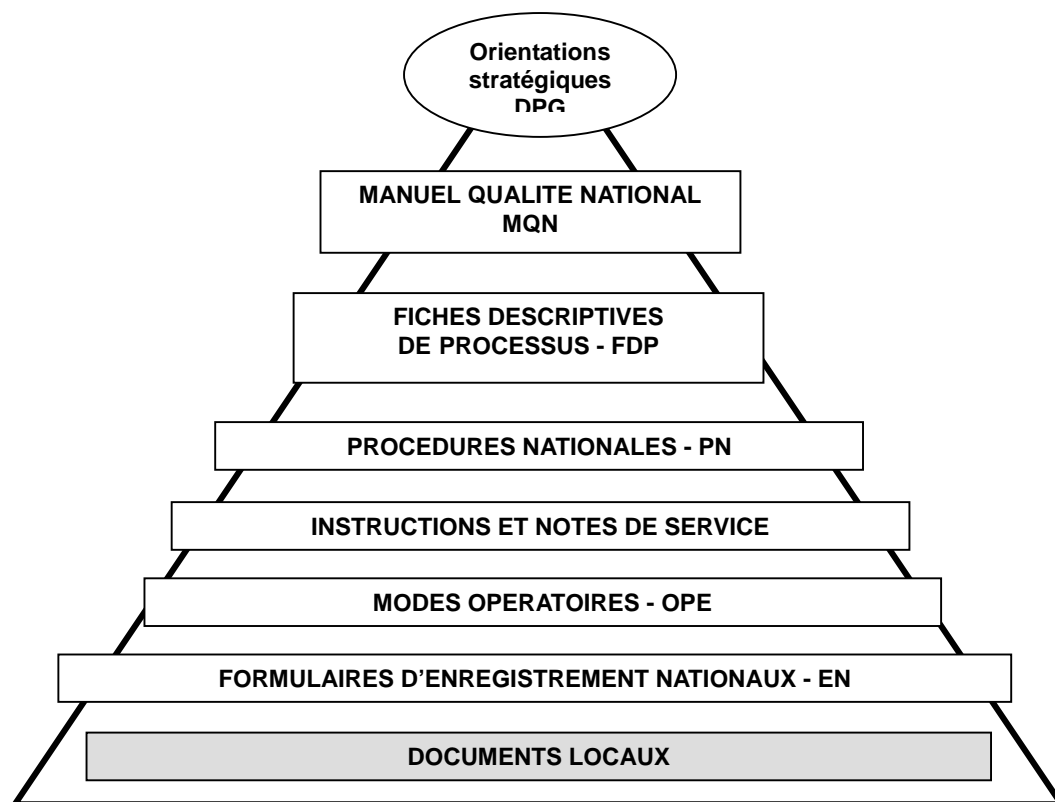 Orientations
stratégiques
DPG
MANUEL QUALITE NATIONAL
MQN
FICHES DESCRIPTIVES
DE PROCESSUS - FDP
PROCEDURES NATIONALES - PN
INSTRUCTIONS ET NOTES DE SERVICE
MODES OPERATOIRES - OPE
FORMULAIRES D’ENREGISTREMENT NATIONAUX - EN
DOCUMENTS LOCAUX